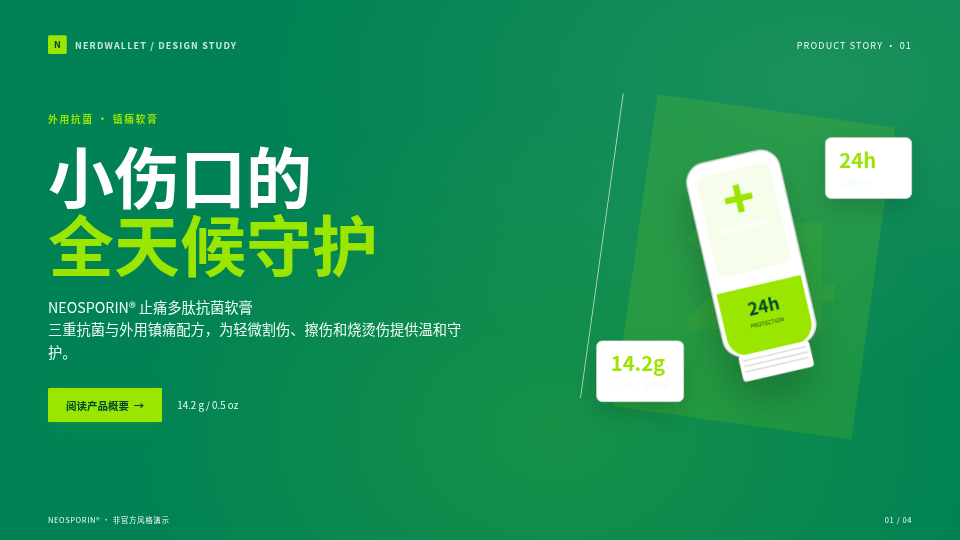 N NERDWALLET / DESIGN STUDY
PRODUCT STORY • 01
外用抗菌 • 镇痛软膏
小伤口的
全天候守护
NEOSPORIN® 止痛多肽抗菌软膏
三重抗菌与外用镇痛配方，为轻微割伤、擦伤和烧烫伤提供温和守
护。
阅读产品概要 →
14.2 g / 0.5 oz
24h
24h
PROTECTION
14.2g
NEOSPORIN® • 非官方风格演示
01 / 04